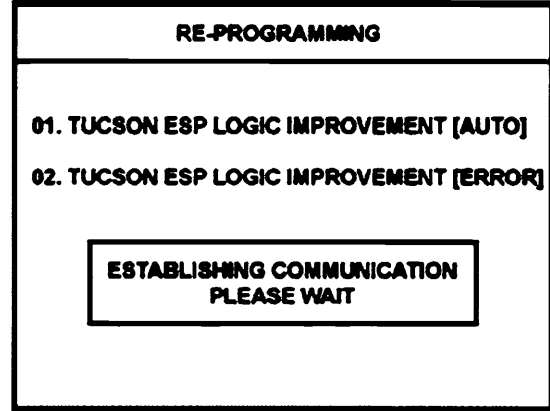 RE-PROGRAMMING
01. TUCSON ESP LOGIC IMPROVEMENT [AUTO]
02. TUCSON ESP LOGIC IMPROVEMENT [ERROR]
ESTABLISHING COMMUNICATION
PLEASE WAIT